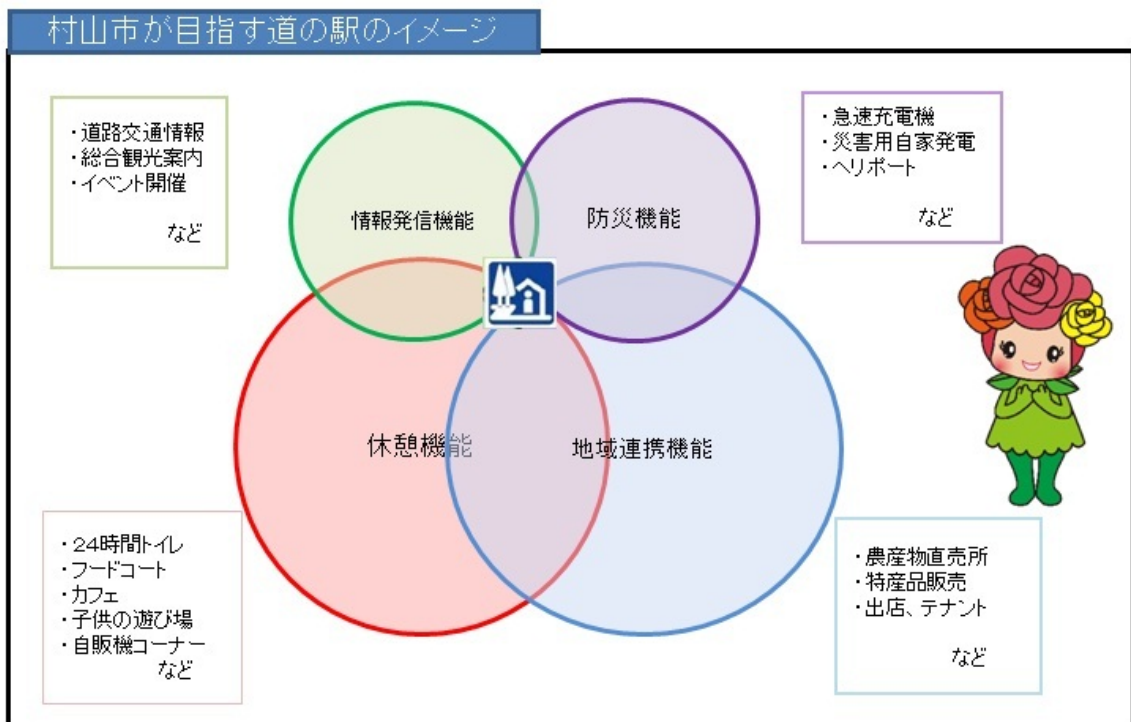 村山市が目指す道の駅のイメージ
・道路交通情報
・総合観光案内
・イベント開催
など
・急速充電機
・災害用自家発電
・ヘリポート
など
情報発信機能
防災機能
休憩機能
地域連携機能
・24時間トイレ
・フードコート
・カフェ
・子供の遊び場
・自販機コーナー
など
・農産物直売所
・特産品販売
・出店、テナント
など